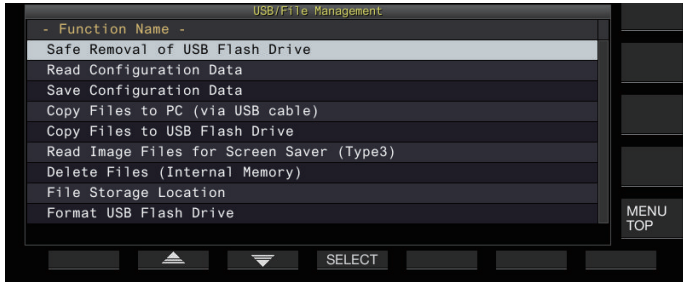 USB/File Management
- Function Name -
Safe Removal of USB Flash Drive
Read Configuration Data
Save Configuration Data
Copy Files to PC (via USB cable)
Copy Files to USB Flash Drive
Read Image Files for Screen Saver (Type3)
Delete Files (Internal Memory)
File Storage Location
Format USB Flash Drive
MENU
TOP
SELECT